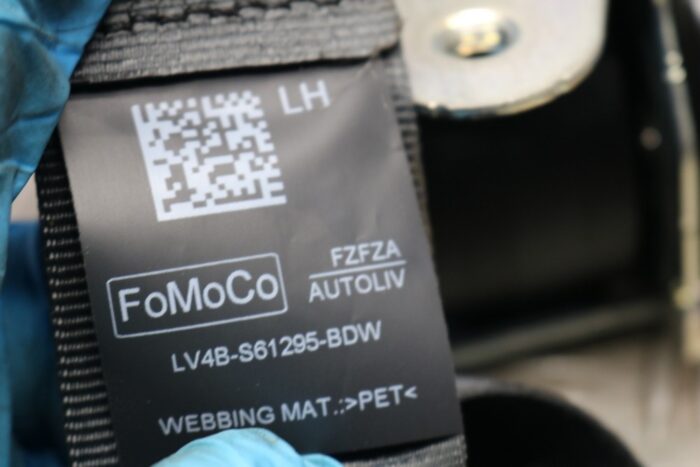 LH
FoMoCo
FZFZA
AUTOLIV
LV4B-S61295-BDW
WEBBING MAT.:>PET<